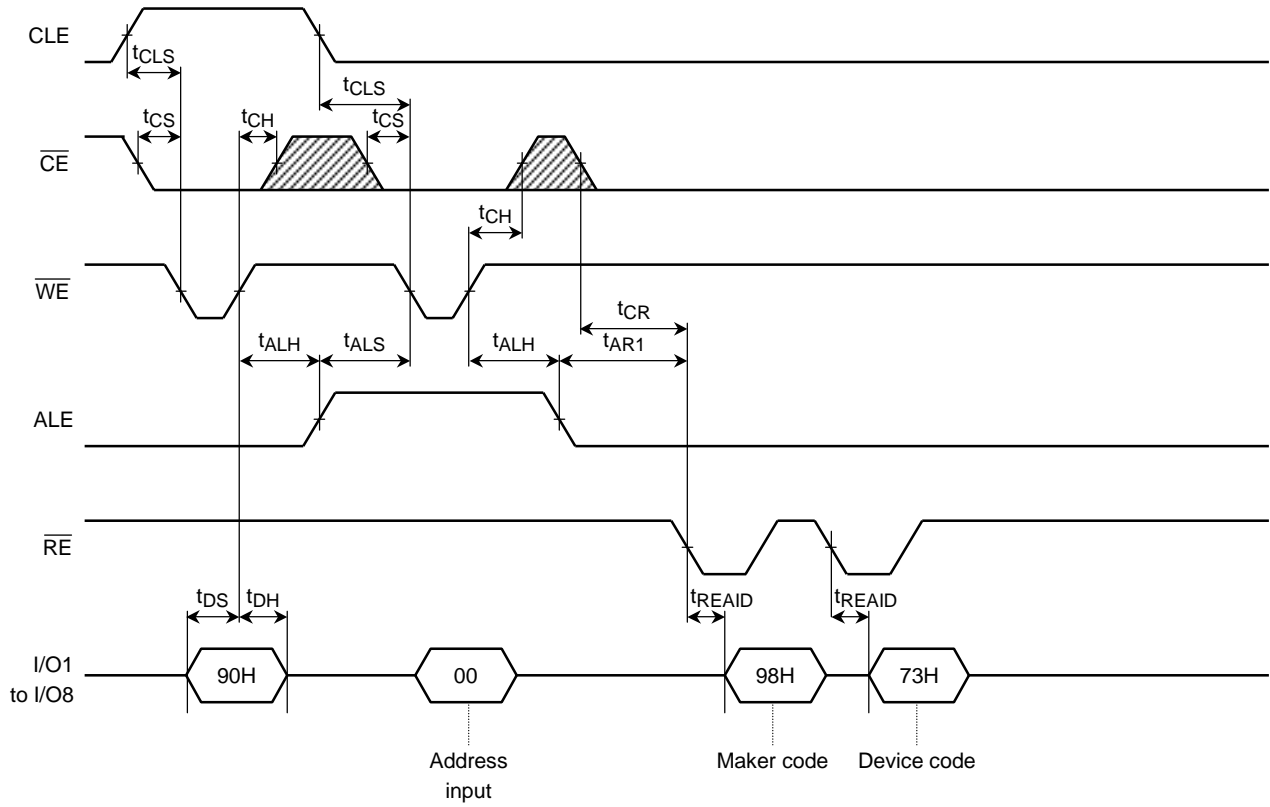 CLE
tCLS
tCLS
tCS
tCH
tCS
CE
tCH
WE
tCR
tALH
tALS
tALH
tAR1
ALE
RE
tDS
tDH
tREAID
tREAID
I/O1
to I/O8
90H
00
98H
73H
Address
input
Maker code
Device code